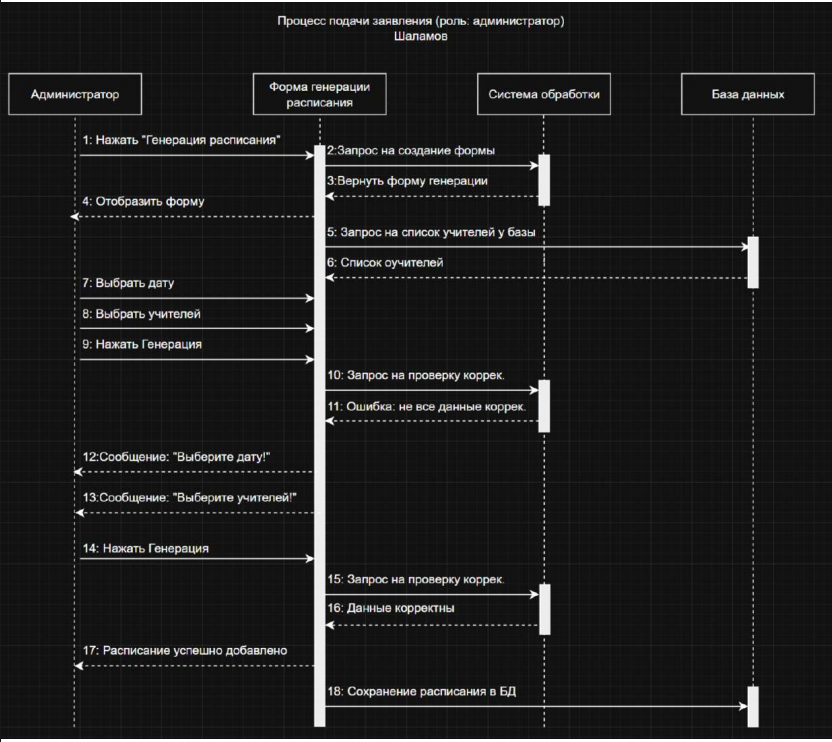 Процесс подачи заявления (роль: администратор)
Шаламов
Администратор
Форма генерации
расписания
Система обработки
База данных
1: Нажать "Генерация расписания"
2:Запрос на создание формы
3:Вернуть форму генерации
4: Отобразить форму
5: Запрос на список учителей у базы
6: Список оучителей
7: Выбрать дату
8: Выбрать учителей
9: Нажать Генерация
10: Запрос на проверку коррек.
11: Ошибка: не все данные коррек.
12:Сообщение: "Выберите дату!"
13:Сообщение: "Выберите учителей!"
14: Нажать Генерация
15: Запрос на проверку коррек.
16: Данные корректны
17: Расписание успешно добавлено
18: Сохранение расписания в БД